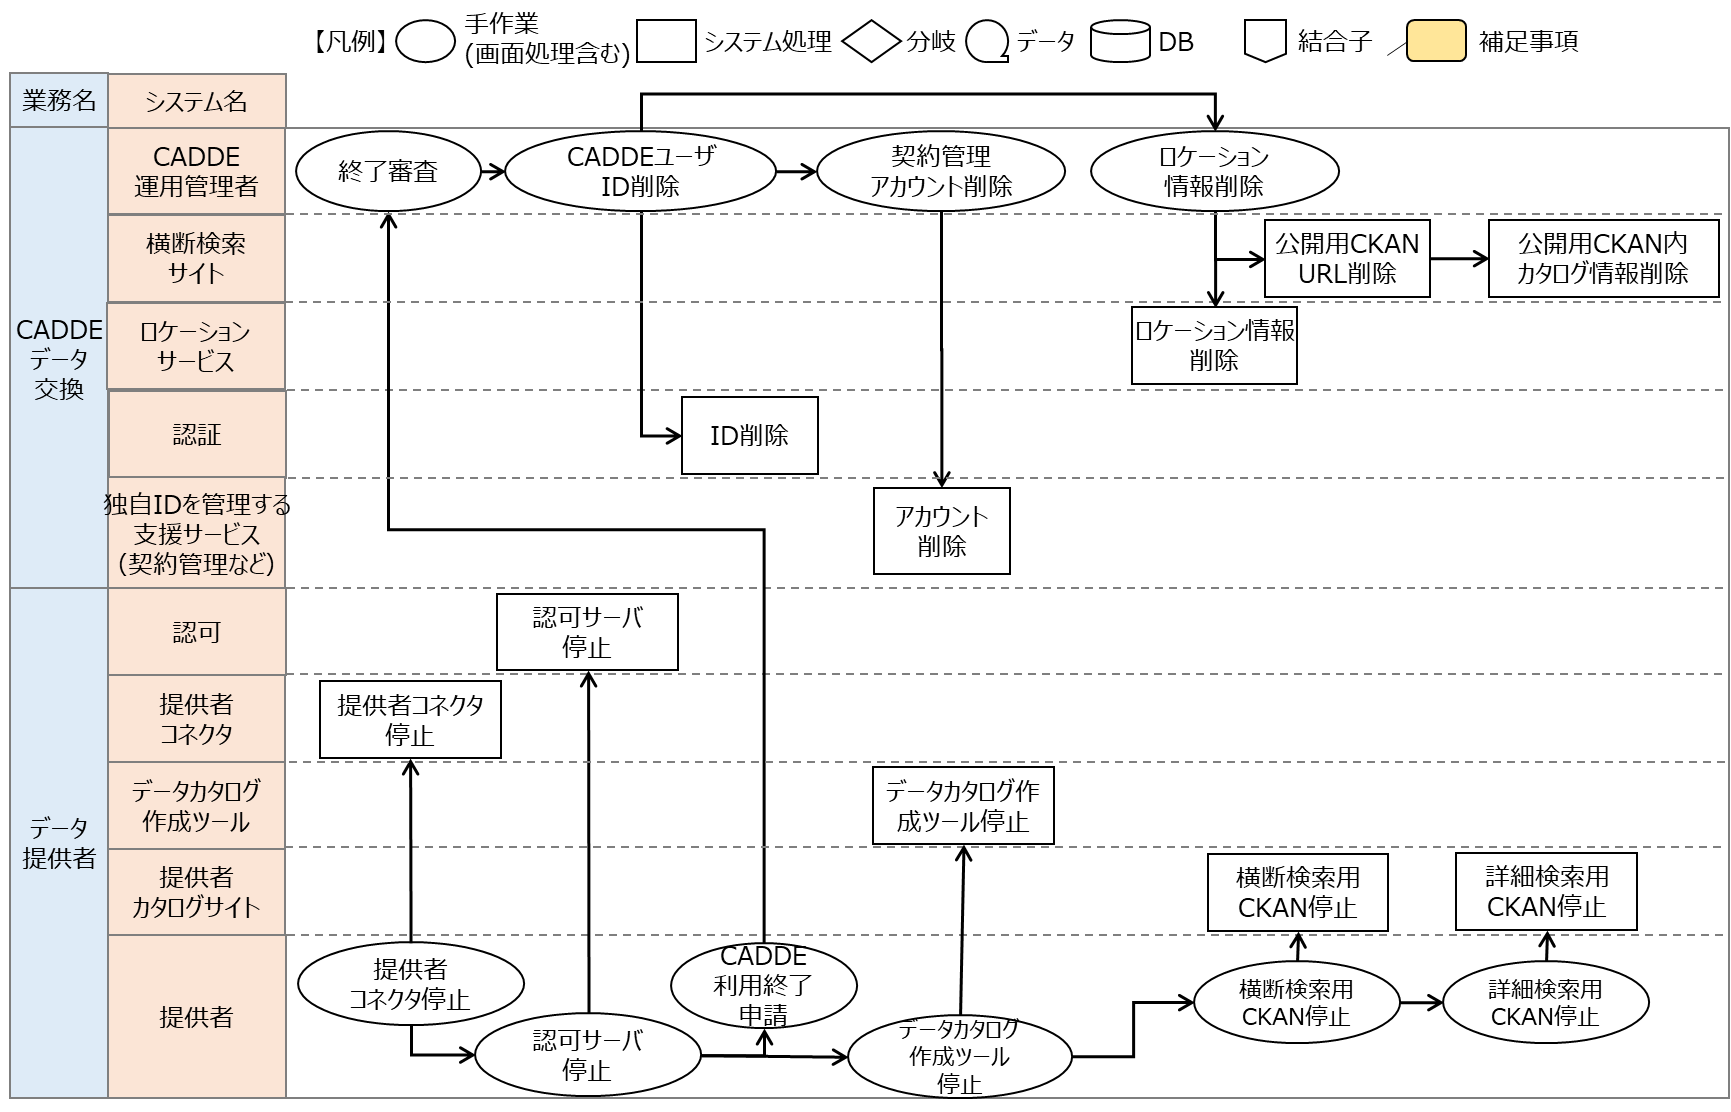 【凡例】
手作業
(画面処理含む)
システム処理
分岐
データ
DB
結合子
補足事項
業務名
システム名
CADDE
データ
交換
CADDE
運用管理者
終了審査
CADDEユーザ
ID削除
契約管理
アカウント削除
ロケーション
情報削除
横断検索
サイト
公開用CKAN
URL削除
公開用CKAN内
カタログ情報削除
ロケーション
サービス
ロケーション情報
削除
認証
ID削除
独自IDを管理する
支援サービス
(契約管理など)
アカウント
削除
データ
提供者
認可
認可サーバ
停止
提供者
コネクタ
提供者コネクタ
停止
データカタログ
作成ツール
データカタログ作
成ツール停止
提供者
カタログサイト
横断検索用
CKAN停止
詳細検索用
CKAN停止
提供者
提供者
コネクタ停止
認可サーバ
停止
CADDE
利用終了
申請
データカタログ
作成ツール
停止
横断検索用
CKAN停止
詳細検索用
CKAN停止